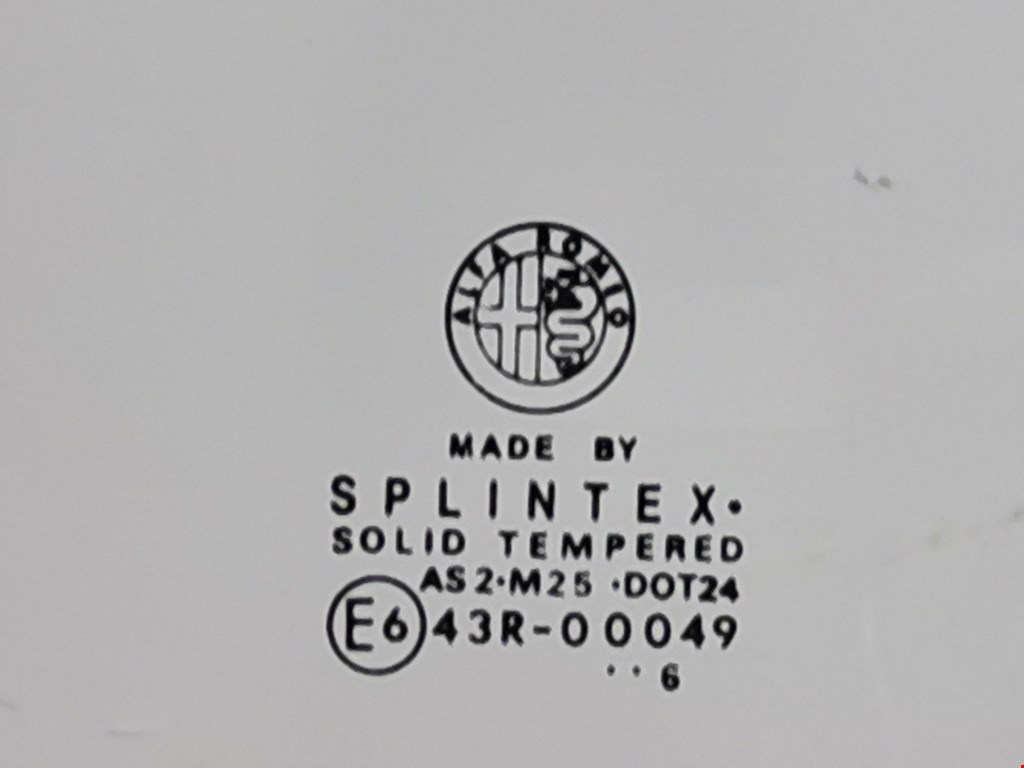 ALFA ROMEO
MADE BY
SPLINTEX·
SOLID TEMPERED
AS2·M25 ·DOT24
E6 43R-00049
··6